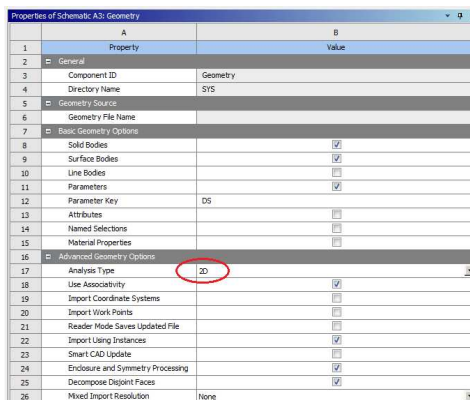 Properties of Schematic A3: Geometry
A B
1 Property Value
2 General
3 Component ID Geometry
4 Directory Name SYS
5 Geometry Source
6 Geometry File Name
7 Basic Geometry Options
8 Solid Bodies
9 Surface Bodies
10 Line Bodies
11 Parameters
12 Parameter Key DS
13 Attributes
14 Named Selections
15 Material Properties
16 Advanced Geometry Options
17 Analysis Type 2D
18 Use Associativity
19 Import Coordinate Systems
20 Import Work Points
21 Reader Mode Saves Updated File
22 Import Using Instances
23 Smart CAD Update
24 Enclosure and Symmetry Processing
25 Decompose Disjoint Faces
26 Mixed Import Resolution None